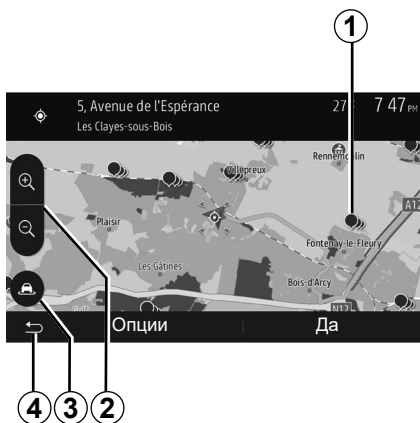 1
5, Avenue de l'Espérance
27° 7 47 PM
Les Clayes-sous-Bois
Rennemoulin
Villepreux
A12
Plaisir
Fontenay-le-Fleury
Les Gâtines
Bois-d'Arcy
N12
Опции
Да
4 3 2